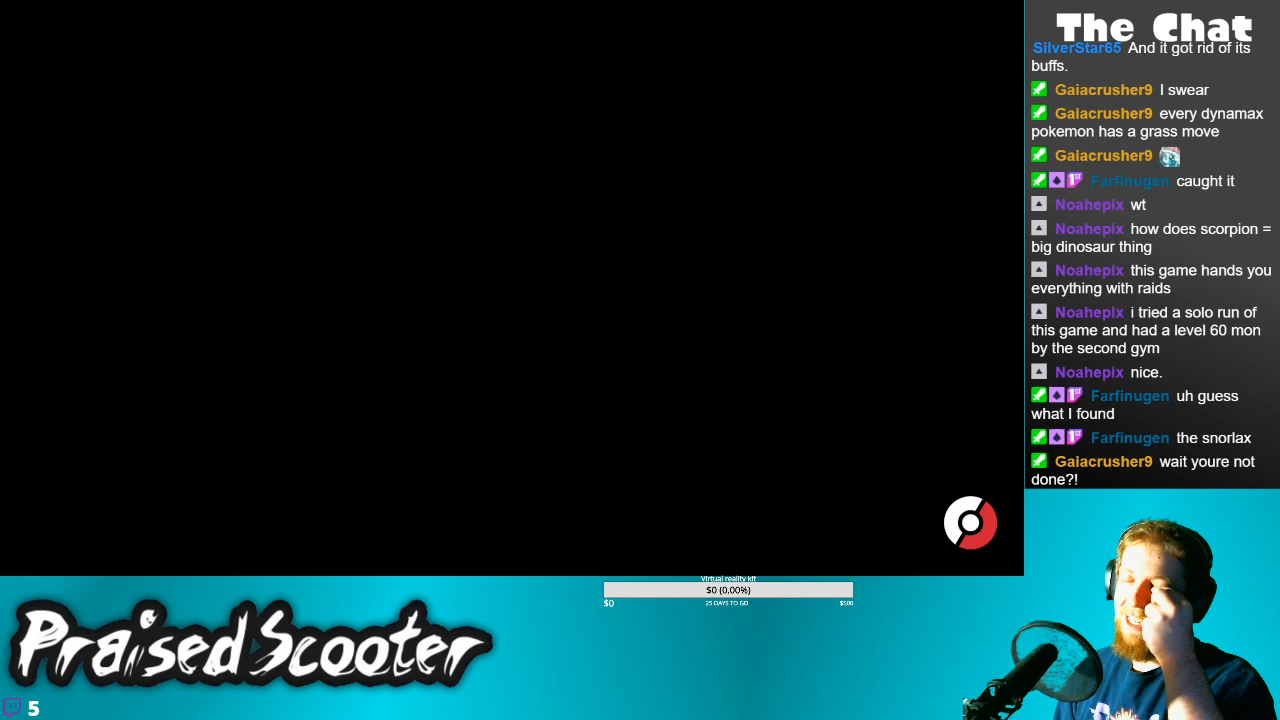 The Chat
SilverStar65 And it got rid of its
buffs.
Gaiacrusher9 I swear
Gaiacrusher9 every dynamax
pokemon has a grass move
Gaiacrusher9
1ST Farfinugen caught it
Noahepix wt
Noahepix how does scorpion =
big dinosaur thing
Noahepix this game hands you
everything with raids
Noahepix i tried a solo run of
this game and had a level 60 mon
by the second gym
Noahepix nice.
1ST Farfinugen uh guess
what I found
1ST Farfinugen the snorlax
Gaiacrusher9 wait youre not
done?!
Virtual reality kit
$0 (0.00%)
$0 25 DAYS TO GO $500
PraisedScooter
5